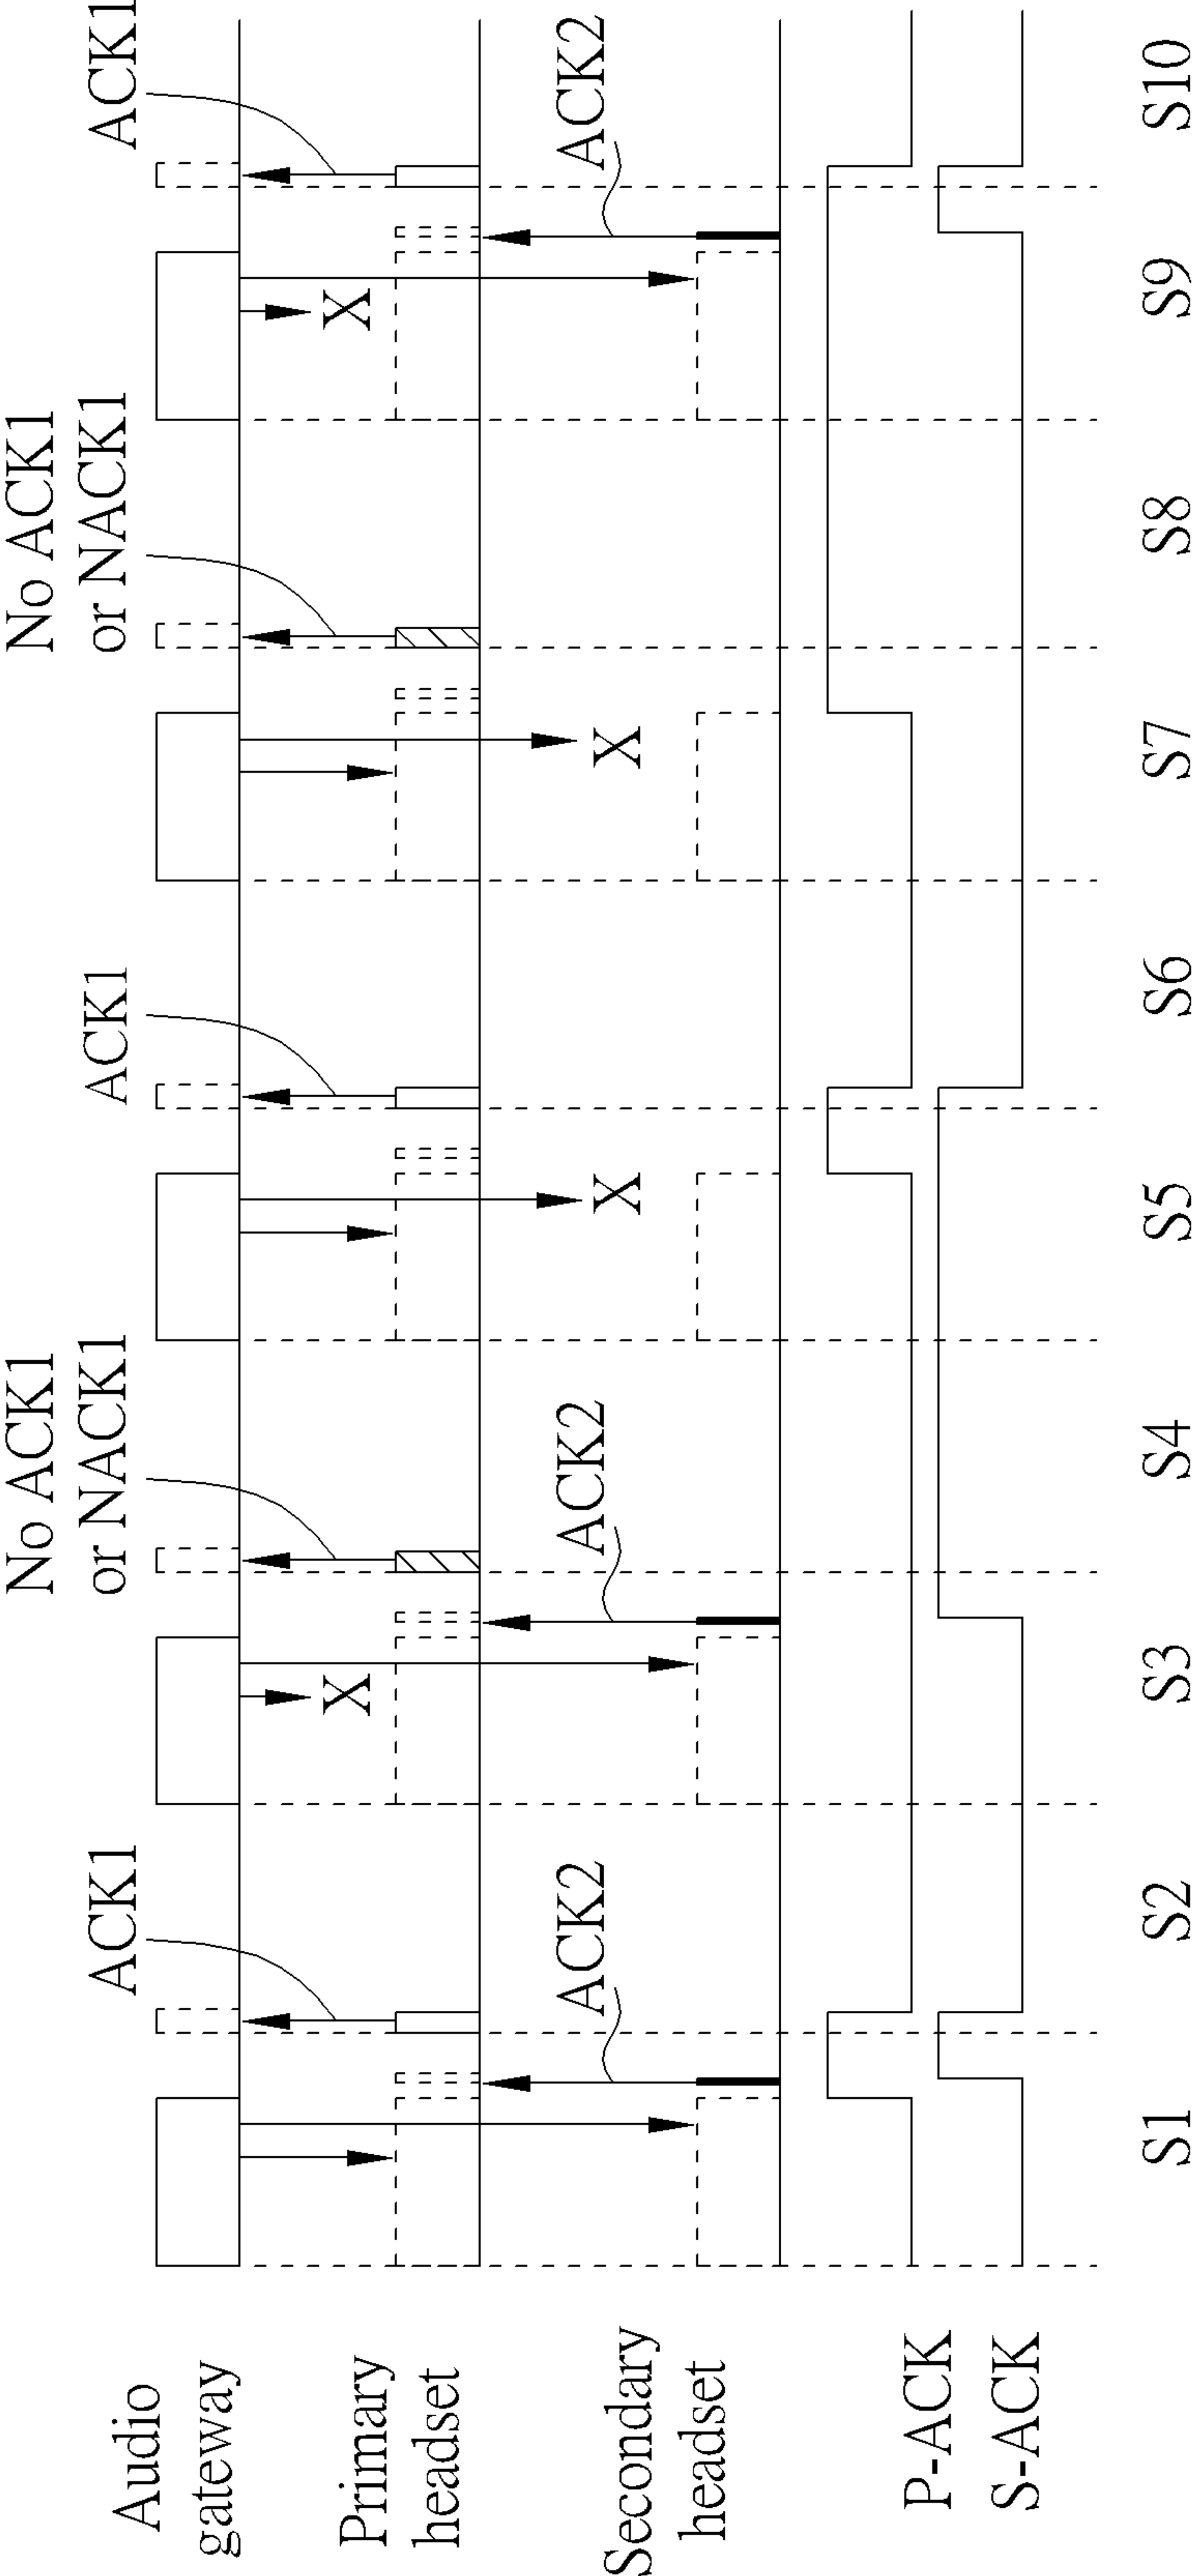 ACK1
No ACK1
or NACK1
ACK1
No ACK1
or NACK1
ACK1
Audio
gateway
X
X
Primary
headset
ACK2
ACK2
X
X
ACK2
Secondary
headset
P-ACK
S-ACK
S1 S2 S3 S4 S5 S6 S7 S8 S9 S10